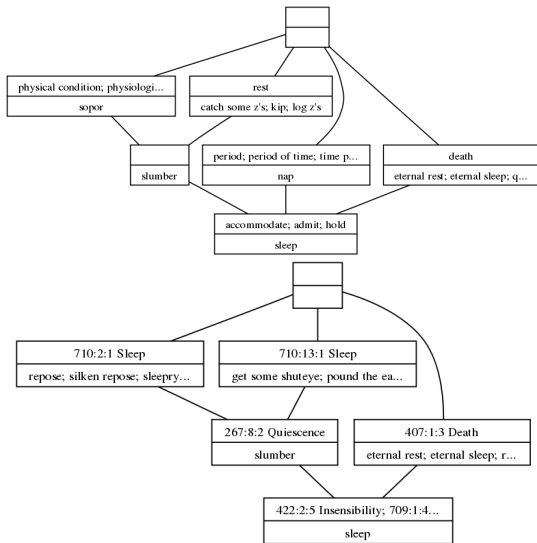 physical condition; physiologi...
sopor
rest
catch some z's; kip; log z's
slumber
period; period of time; time p...
nap
death
eternal rest; eternal sleep; q...
accommodate; admit; hold
sleep
710:2:1 Sleep
repose; silken repose; sleepry...
710:13:1 Sleep
get some shuteye; pound the ea...
267:8:2 Quiescence
slumber
407:1:3 Death
eternal rest; eternal sleep; r...
422:2:5 Insensibility; 709:1:4...
sleep